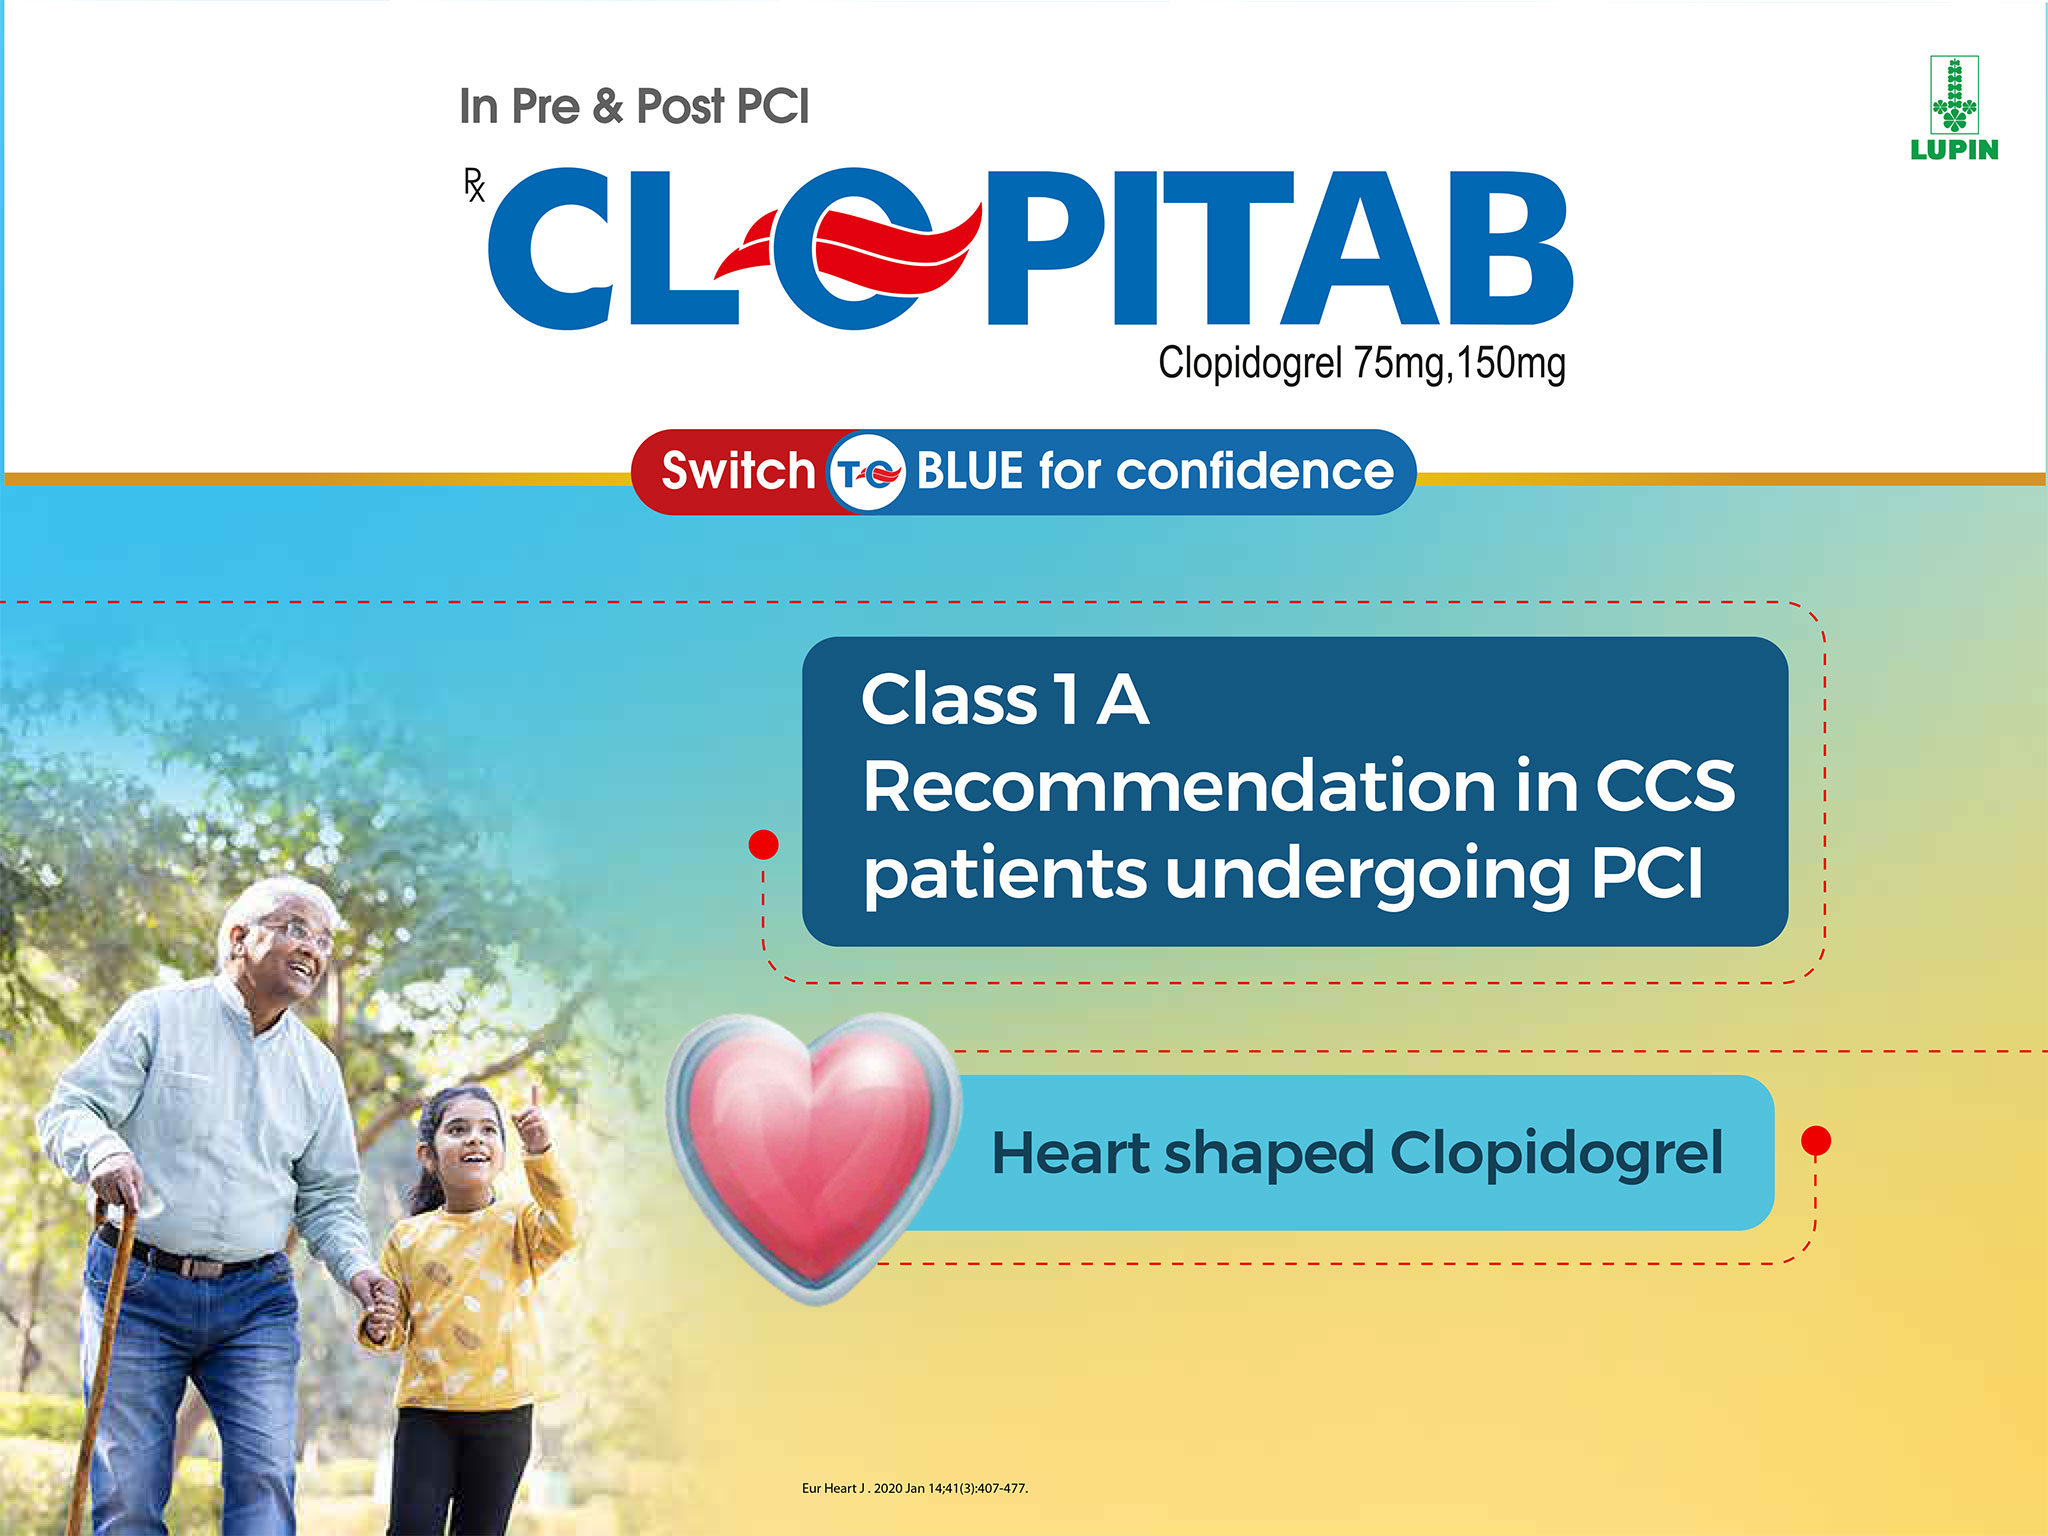 In Pre & Post PCI
LUPIN
Rx
CLOPITAB
Clopidogrel 75mg,150mg
Switch TO BLUE for confidence
Class 1 A
Recommendation in CCS
patients undergoing PCI
Heart shaped Clopidogrel
Eur Heart J . 2020 Jan 14;41(3):407-477.